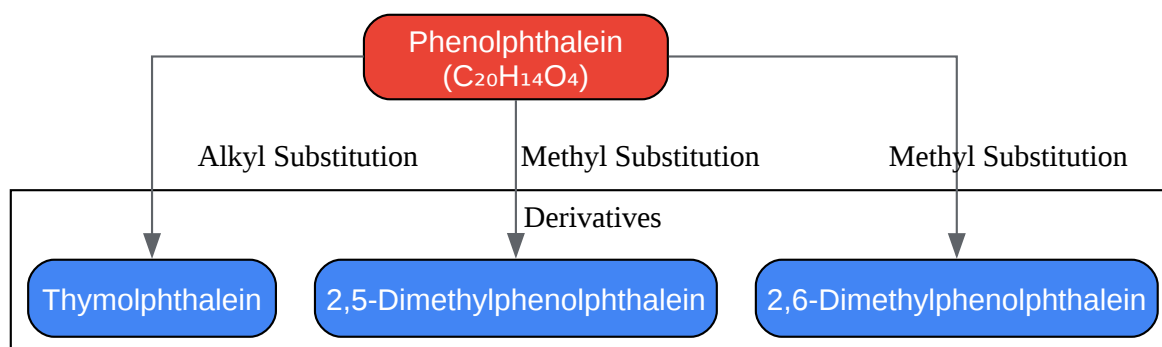 Phenolphthalein
(C₂₀H₁₄O₄)
Alkyl Substitution
Methyl Substitution
Methyl Substitution
Derivatives
Thymolphthalein
2,5-Dimethylphenolphthalein
2,6-Dimethylphenolphthalein